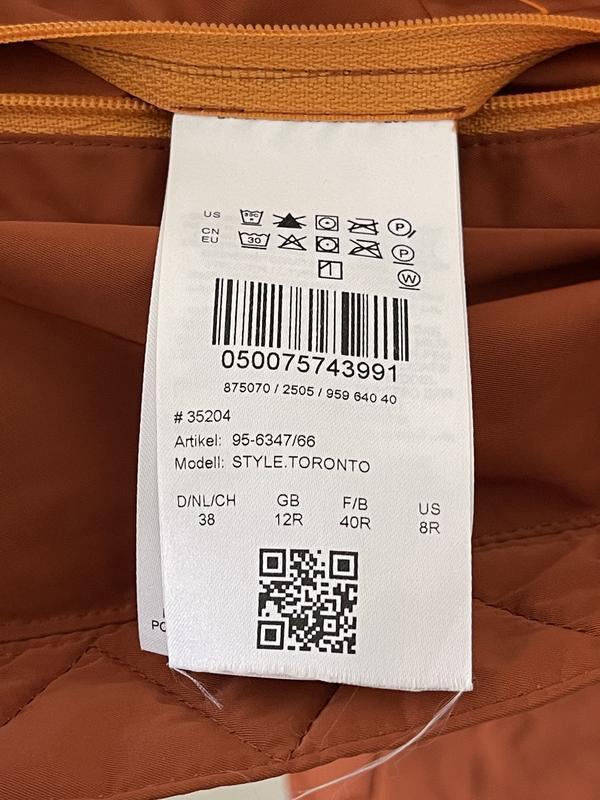 US
CN
EU
30
P
P
W
050075743991
875070 / 2505 / 959 640 40
# 35204
Artikel: 95-6347/66
Modell: STYLE.TORONTO
D/NL/CH GB F/B US
38 12R 40R 8R
PO